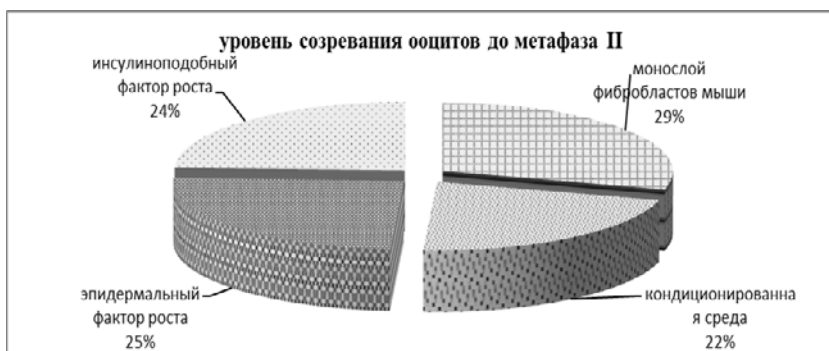 уровень созревания ооцитов до метафаза II
инсулиноподобный
фактор роста
24%
монослой
фибробластов мыши
29%
эпидермальный
фактор роста
25%
кондиционированна
я среда
22%